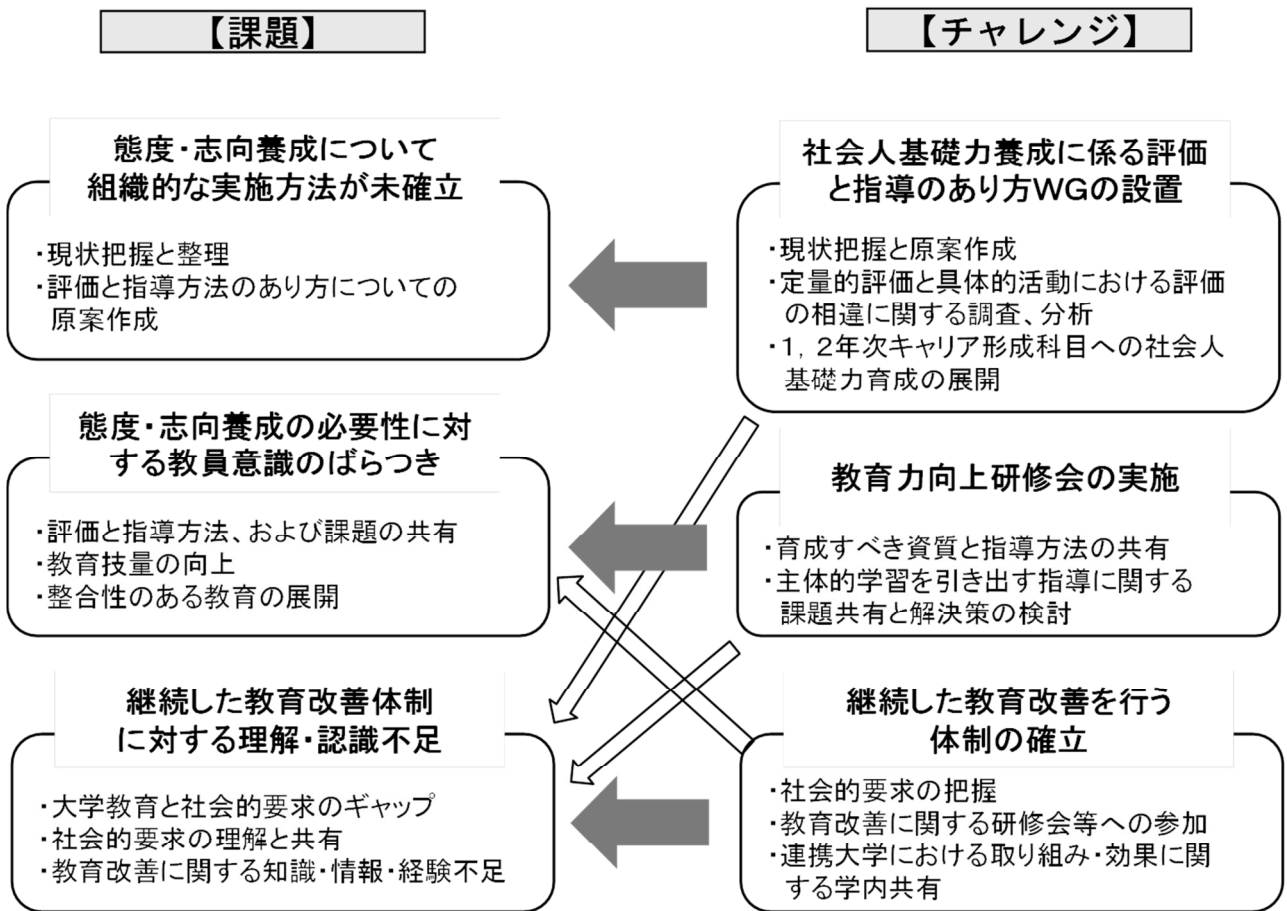 【課題】
【チャレンジ】
態度・志向養成について
組織的な実施方法が未確立
・現状把握と整理
・評価と指導方法のあり方についての
原案作成
社会人基礎力養成に係る評価
と指導のあり方WGの設置
・現状把握と原案作成
・定量的評価と具体的活動における評価
の相違に関する調査、分析
・1，2年次キャリア形成科目への社会人
基礎力育成の展開
態度・志向養成の必要性に対
する教員意識のばらつき
・評価と指導方法、および課題の共有
・教育技量の向上
・整合性のある教育の展開
教育力向上研修会の実施
・育成すべき資質と指導方法の共有
・主体的学習を引き出す指導に関する
課題共有と解決策の検討
継続した教育改善体制
に対する理解・認識不足
・大学教育と社会的要求のギャップ
・社会的要求の理解と共有
・教育改善に関する知識・情報・経験不足
継続した教育改善を行う
体制の確立
・社会的要求の把握
・教育改善に関する研修会等への参加
・連携大学における取り組み・効果に関
する学内共有